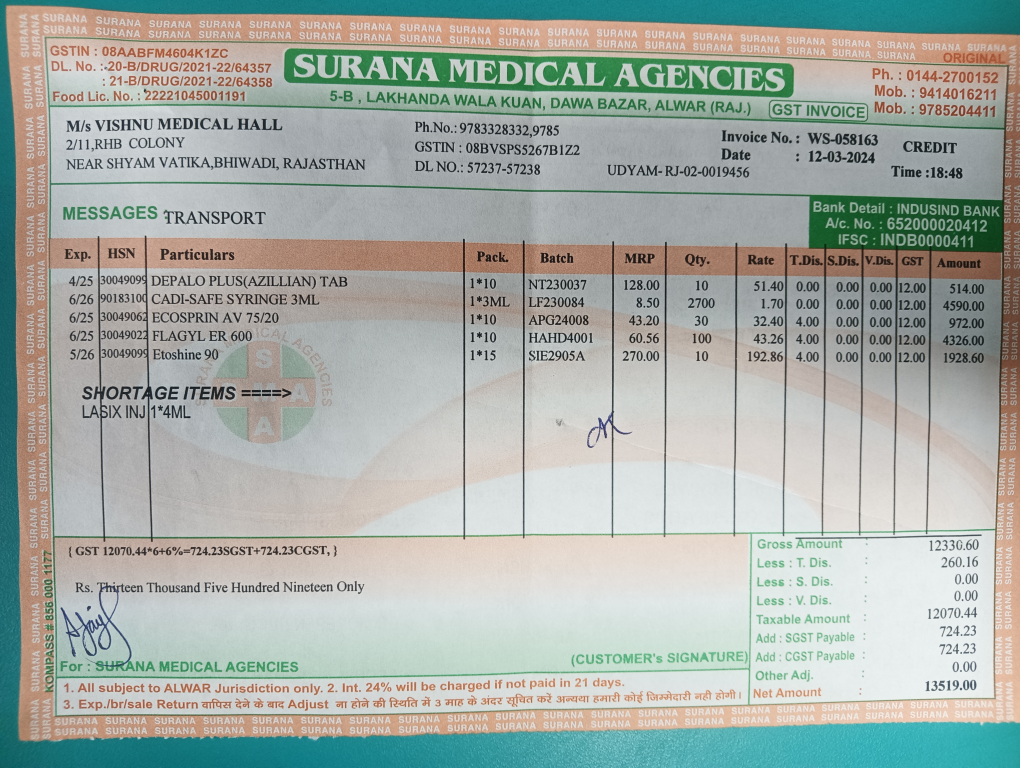 GSTIN : 08AABFM4604K1ZC
DL. No. :-20-B/DRUG/2021-22/64357
: 21-B/DRUG/2021-22/64358
Food Lic. No. : 22221045001191
SURANA MEDICAL AGENCIES
5-B , LAKHANDA WALA KUAN, DAWA BAZAR, ALWAR (RAJ.)
GST INVOICE
ORIGINAL
Ph. : 0144-2700152
Mob. : 9414016211
Mob. : 9785204411
M/s VISHNU MEDICAL HALL
2/11,RHB COLONY
NEAR SHYAM VATIKA,BHIWADI, RAJASTHAN
Ph.No.: 9783328332,9785
GSTIN : 08BVSPS5267B1Z2
DL NO.: 57237-57238
UDYAM- RJ-02-0019456
Invoice No. : WS-058163
Date : 12-03-2024
CREDIT
Time :18:48
MESSAGES : TRANSPORT
Bank Detail : INDUSIND BANK
A/c. No. : 652000020412
IFSC : INDB0000411
Exp. HSN Particulars Pack. Batch MRP Qty. Rate T.Dis. S.Dis. V.Dis. GST Amount
4/25 30049099 DEPALO PLUS(AZILLIAN) TAB 1*10 NT230037 128.00 10 51.40 0.00 0.00 0.00 12.00 514.00
6/26 90183100 CADI-SAFE SYRINGE 3ML 1*3ML LF230084 8.50 2700 1.70 0.00 0.00 0.00 12.00 4590.00
6/25 30049062 ECOSPRIN AV 75/20 1*10 APG24008 43.20 30 32.40 4.00 0.00 0.00 12.00 972.00
6/25 30049022 FLAGYL ER 600 1*10 HAHD4001 60.56 100 43.26 4.00 0.00 0.00 12.00 4326.00
5/26 30049099 Etoshine 90 1*15 SIE2905A 270.00 10 192.86 4.00 0.00 0.00 12.00 1928.60
SHORTAGE ITEMS ====>
LASIX INJ 1*4ML
SURANA MEDICAL AGENCIES
S
M A
A
{ GST 12070.44*6+6%=724.23SGST+724.23CGST, }
Rs. Thirteen Thousand Five Hundred Nineteen Only
Gross Amount : 12330.60
Less : T. Dis. : 260.16
Less : S. Dis. : 0.00
Less : V. Dis. : 0.00
Taxable Amount : 12070.44
Add : SGST Payable : 724.23
Add : CGST Payable : 724.23
Other Adj. : 0.00
Net Amount 13519.00
For : SURANA MEDICAL AGENCIES
(CUSTOMER's SIGNATURE)
1. All subject to ALWAR Jurisdiction only. 2. Int. 24% will be charged if not paid in 21 days.
3. Exp./br/sale Return वापिस देने के बाद Adjust ना होने की स्थिति में 3 माह के अंदर सूचित करें अन्यथा हमारी कोई जिम्मेदारी नही होगी।
KOMPASS # 856 000 1177